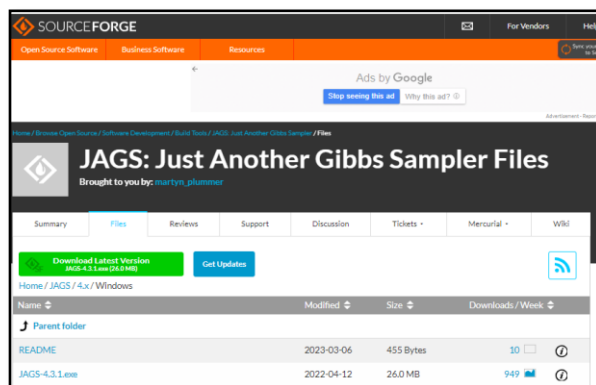 SOURCEFORGE
For Vendors
Help
Open Source Software
Business Software
Resources
Ads by Google
Stop seeing this ad
Why this ad?
Home / Browse Open Source / Software Development / Build Tools / JAGS: Just Another Gibbs Sampler / Files
JAGS: Just Another Gibbs Sampler Files
Brought to you by: martyn_plummer
Summary
Files
Reviews
Support
Discussion
Tickets
Mercurial
Wiki
Download Latest Version
JAGS-4.3.1.exe (26.0 MB)
Get Updates
Home / JAGS / 4.x / Windows
Name Modified Size Downloads / Week
Parent folder
README 2023-03-06 455 Bytes 10
JAGS-4.3.1.exe 2022-04-12 26.0 MB 949